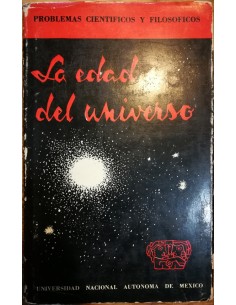 PROBLEMAS CIENTIFICOS Y FILOSOFICOS
La edad
del universo
UNIVERSIDAD NACIONAL AUTONOMA DE MEXICO